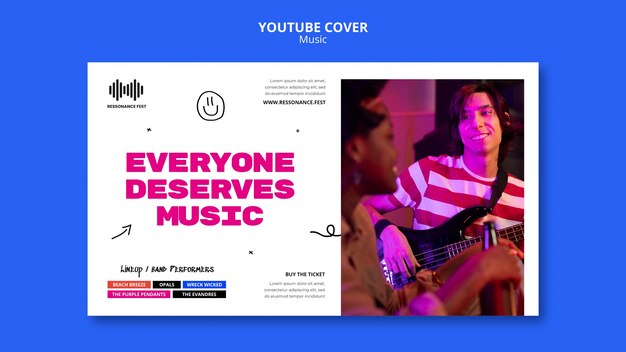 YOUTUBE COVER
Music
RESSONANCE FEST
Lorem ipsum dolor sit amet,
consectetur adipiscing elit,
sed do eiusmod tempor
incididunt ut labore
WWW.RESSONANCE.FEST
EVERYONE
DESERVES
MUSIC
LINEUP / BAND PERFORMERS
BEACH BREEZE
OPALS
WRECK WICKED
THE PURPLE PENDANTS
THE EVANDRES
BUY THE TICKET
Lorem ipsum dolor sit amet,
consectetur adipiscing elit,
sed do eiusmod tempor
incididunt